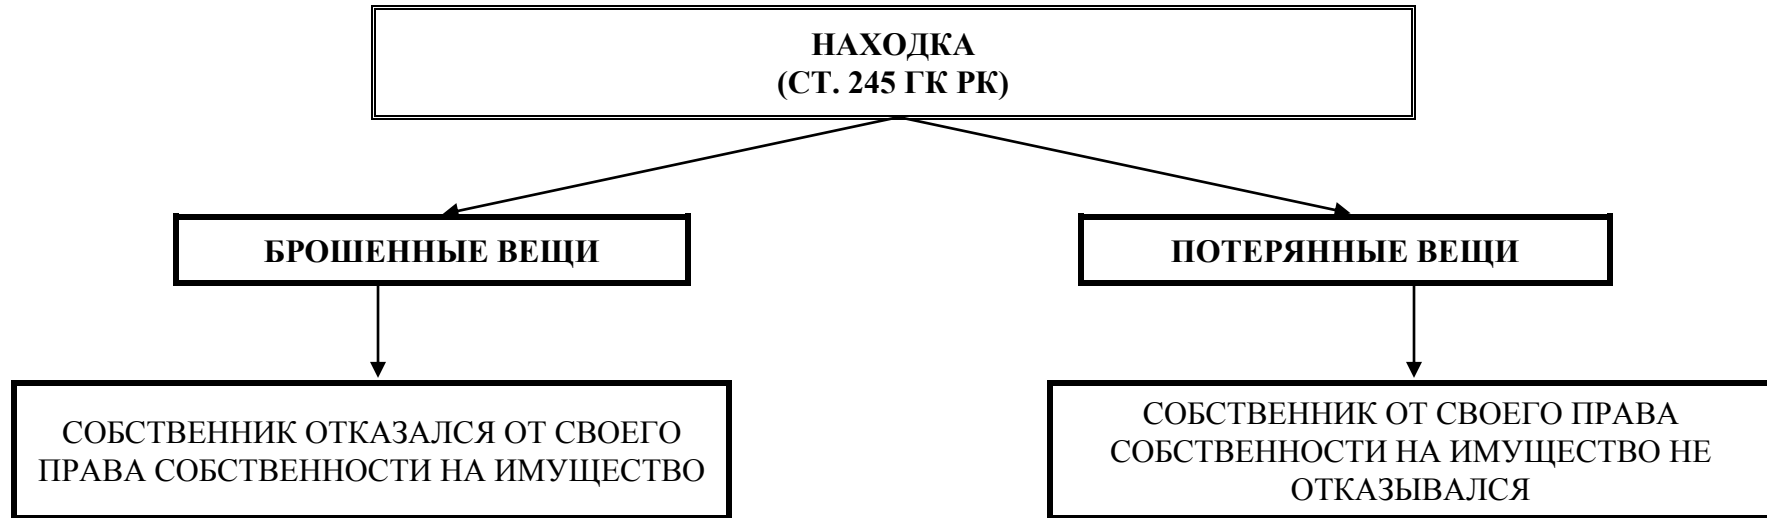 НАХОДКА
(СТ. 245 ГК РК)
БРОШЕННЫЕ ВЕЩИ
ПОТЕРЯННЫЕ ВЕЩИ
СОБСТВЕННИК ОТКАЗАЛСЯ ОТ СВОЕГО
ПРАВА СОБСТВЕННОСТИ НА ИМУЩЕСТВО
СОБСТВЕННИК ОТ СВОЕГО ПРАВА
СОБСТВЕННОСТИ НА ИМУЩЕСТВО НЕ
ОТКАЗЫВАЛСЯ